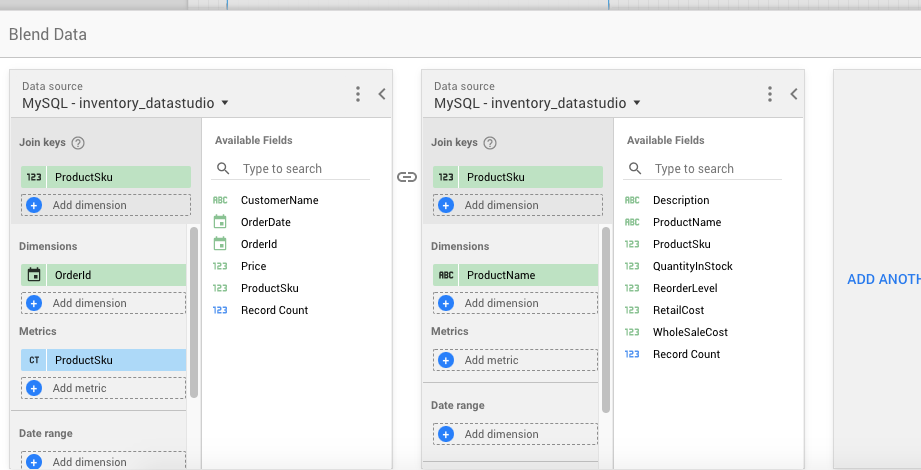 Blend Data
Data source
MySQL - inventory_datastudio
Join keys
123 ProductSku
Add dimension
Dimensions
OrderId
Add dimension
Metrics
CT ProductSku
Add metric
Date range
Add dimension
Available Fields
Type to search
ABC CustomerName
OrderDate
OrderId
123 Price
123 ProductSku
123 Record Count
Data source
MySQL - inventory_datastudio
Join keys
123 ProductSku
Add dimension
Dimensions
ABC ProductName
Add dimension
Metrics
Add metric
Date range
Add dimension
Available Fields
Type to search
ABC Description
ABC ProductName
123 ProductSku
123 QuantityInStock
123 ReorderLevel
123 RetailCost
123 WholeSaleCost
123 Record Count
ADD ANOTH